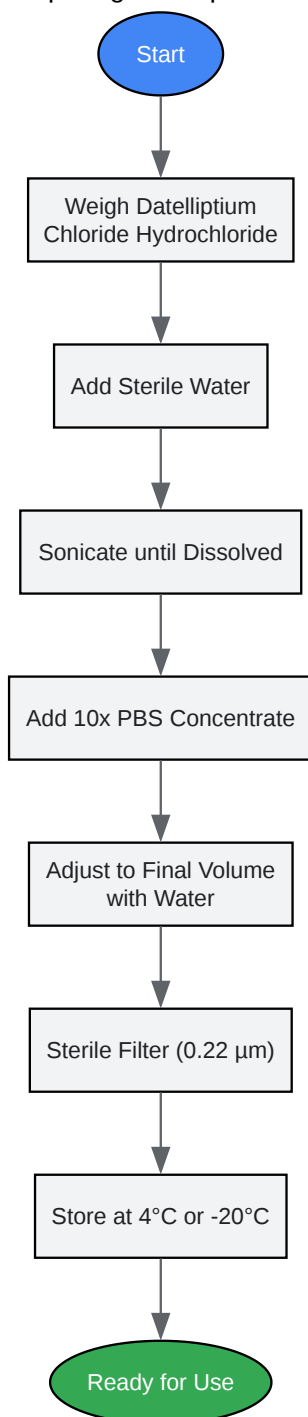 Start
Weigh Datelliptium
Chloride Hydrochloride
Add Sterile Water
Sonicate until Dissolved
Add 10x PBS Concentrate
Adjust to Final Volume
with Water
Sterile Filter (0.22 µm)
Store at 4°C or -20°C
Ready for Use